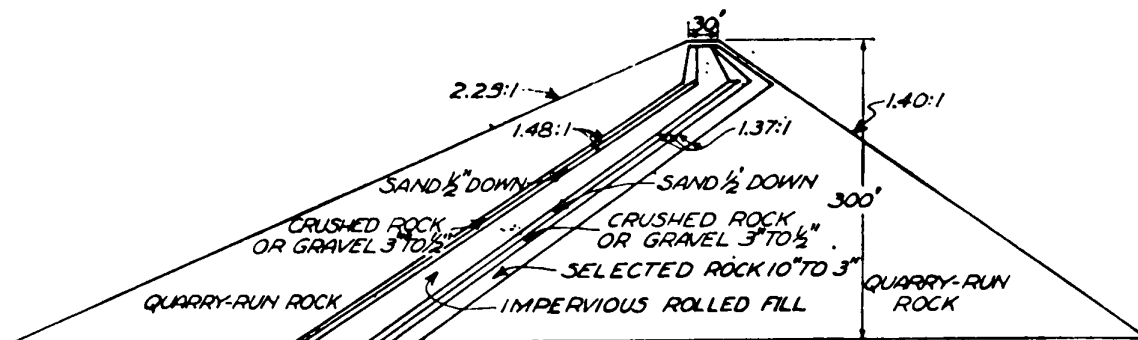 30'
2.29:1
1.40:1
1.48:1
1.37:1
SAND ½" DOWN
SAND ½' DOWN
300'
CRUSHED ROCK
OR GRAVEL 3" TO ½"
CRUSHED ROCK
OR GRAVEL 3" TO ½"
SELECTED ROCK 10" TO 3"
QUARRY-RUN ROCK
IMPERVIOUS ROLLED FILL
QUARRY-RUN
ROCK